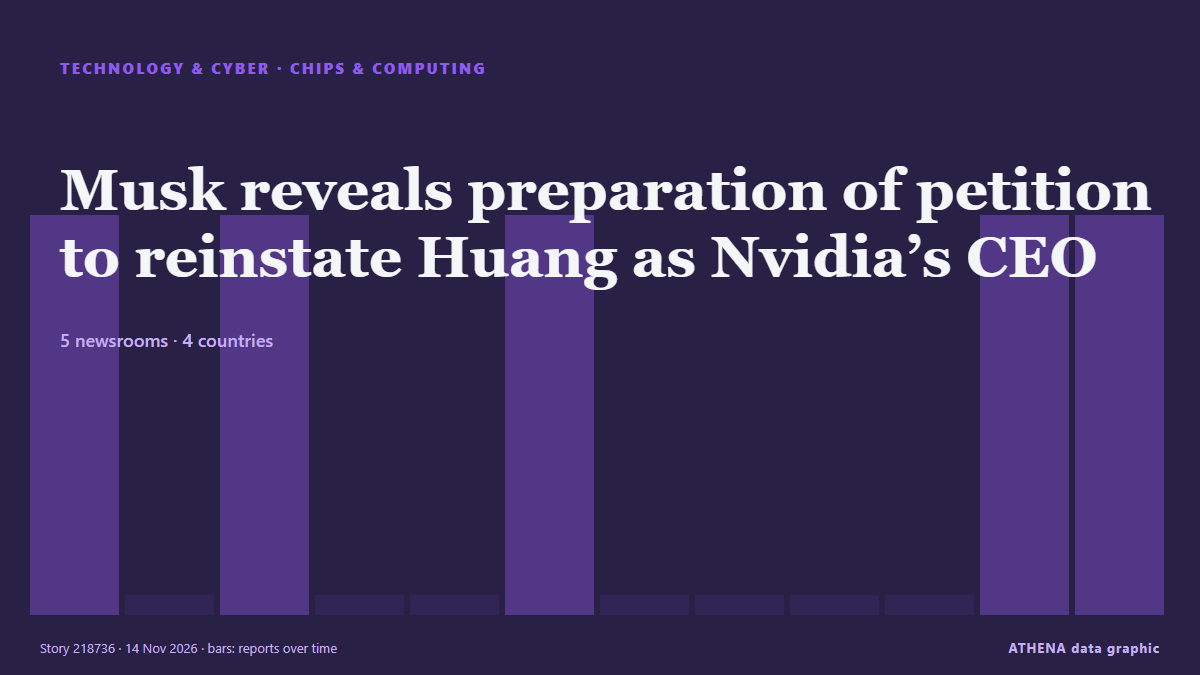 TECHNOLOGY & CYBER · CHIPS & COMPUTING
Musk reveals preparation of petition
to reinstate Huang as Nvidia’s CEO
5 newsrooms · 4 countries
Story 218736 · 14 Nov 2026 · bars: reports over time
ATHENA data graphic